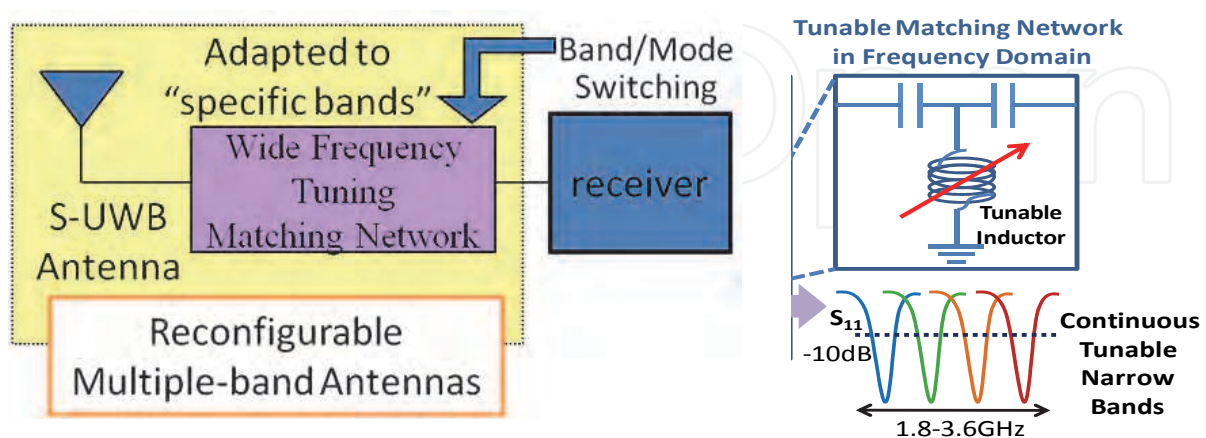 Adapted to
“specific bands”
Band/Mode
Switching
Wide Frequency
Tuning
Matching Network
receiver
S-UWB
Antenna
Reconfigurable
Multiple-band Antennas
Tunable Matching Network
in Frequency Domain
Tunable
Inductor
S11
-10dB
Continuous
Tunable
Narrow
Bands
1.8-3.6GHz